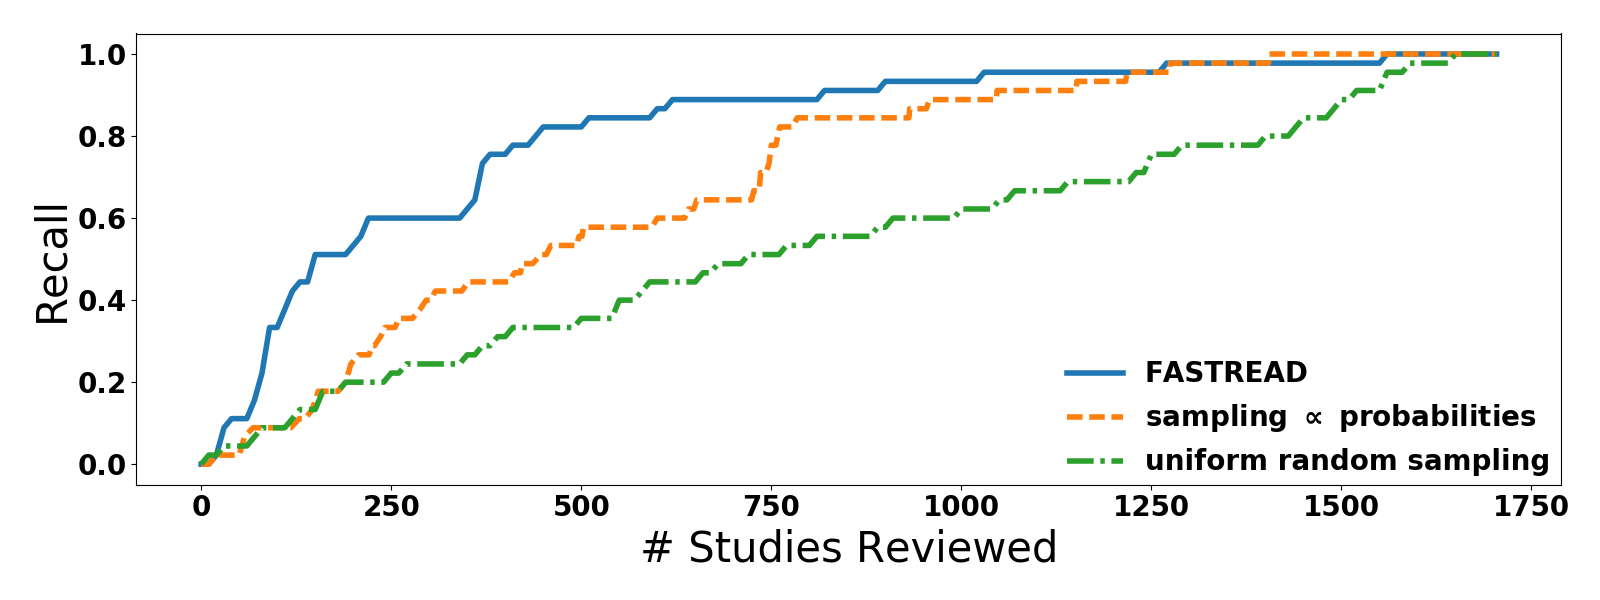 1.0
0.8
0.6
0.4
0.2
0.0
Recall
FASTREAD
sampling ∝ probabilities
uniform random sampling
0 250 500 750 1000 1250 1500 1750
# Studies Reviewed